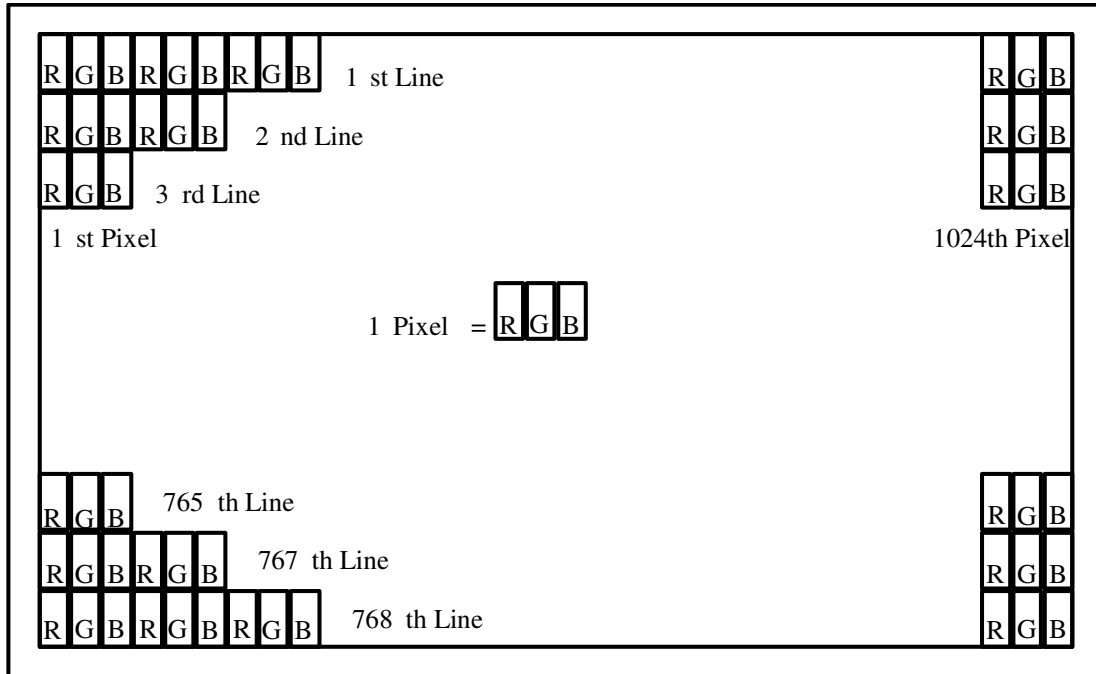 R G B R G B R G B 1 st Line R G B
R G B R G B 2 nd Line R G B
R G B 3 rd Line R G B
1 st Pixel 1024th Pixel
1 Pixel = R G B
R G B 765 th Line R G B
R G B R G B 767 th Line R G B
R G B R G B R G B 768 th Line R G B